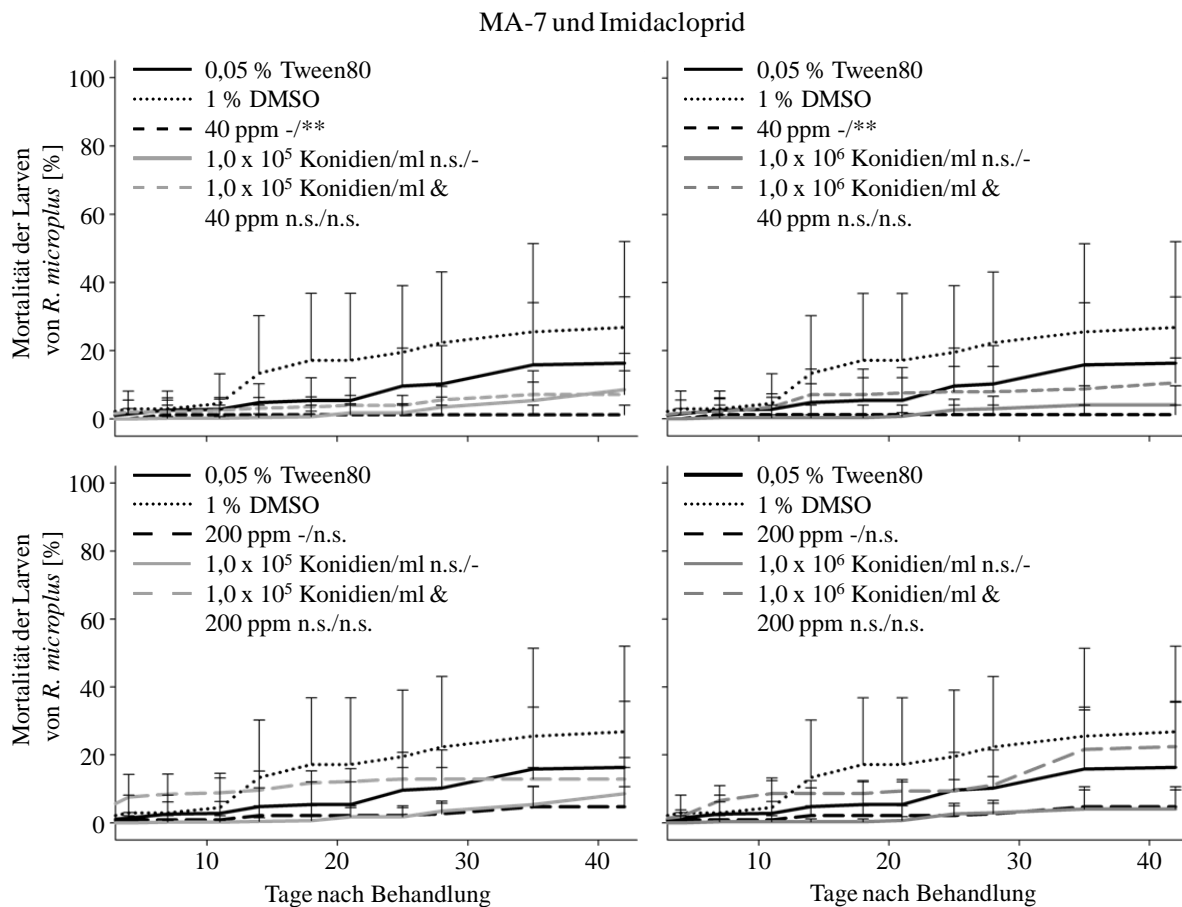 MA-7 und Imidacloprid
Mortalität der Larven
von R. microplus [%]
100
80
60
40
20
0
0,05 % Tween80
1 % DMSO
40 ppm -/**
1,0 x 10⁵ Konidien/ml n.s./-
1,0 x 10⁵ Konidien/ml &
40 ppm n.s./n.s.
0,05 % Tween80
1 % DMSO
40 ppm -/**
1,0 x 10⁶ Konidien/ml n.s./-
1,0 x 10⁶ Konidien/ml &
40 ppm n.s./n.s.
Mortalität der Larven
von R. microplus [%]
100
80
60
40
20
0
0,05 % Tween80
1 % DMSO
200 ppm -/n.s.
1,0 x 10⁵ Konidien/ml n.s./-
1,0 x 10⁵ Konidien/ml &
200 ppm n.s./n.s.
10 20 30 40
Tage nach Behandlung
0,05 % Tween80
1 % DMSO
200 ppm -/n.s.
1,0 x 10⁶ Konidien/ml n.s./-
1,0 x 10⁶ Konidien/ml &
200 ppm n.s./n.s.
10 20 30 40
Tage nach Behandlung